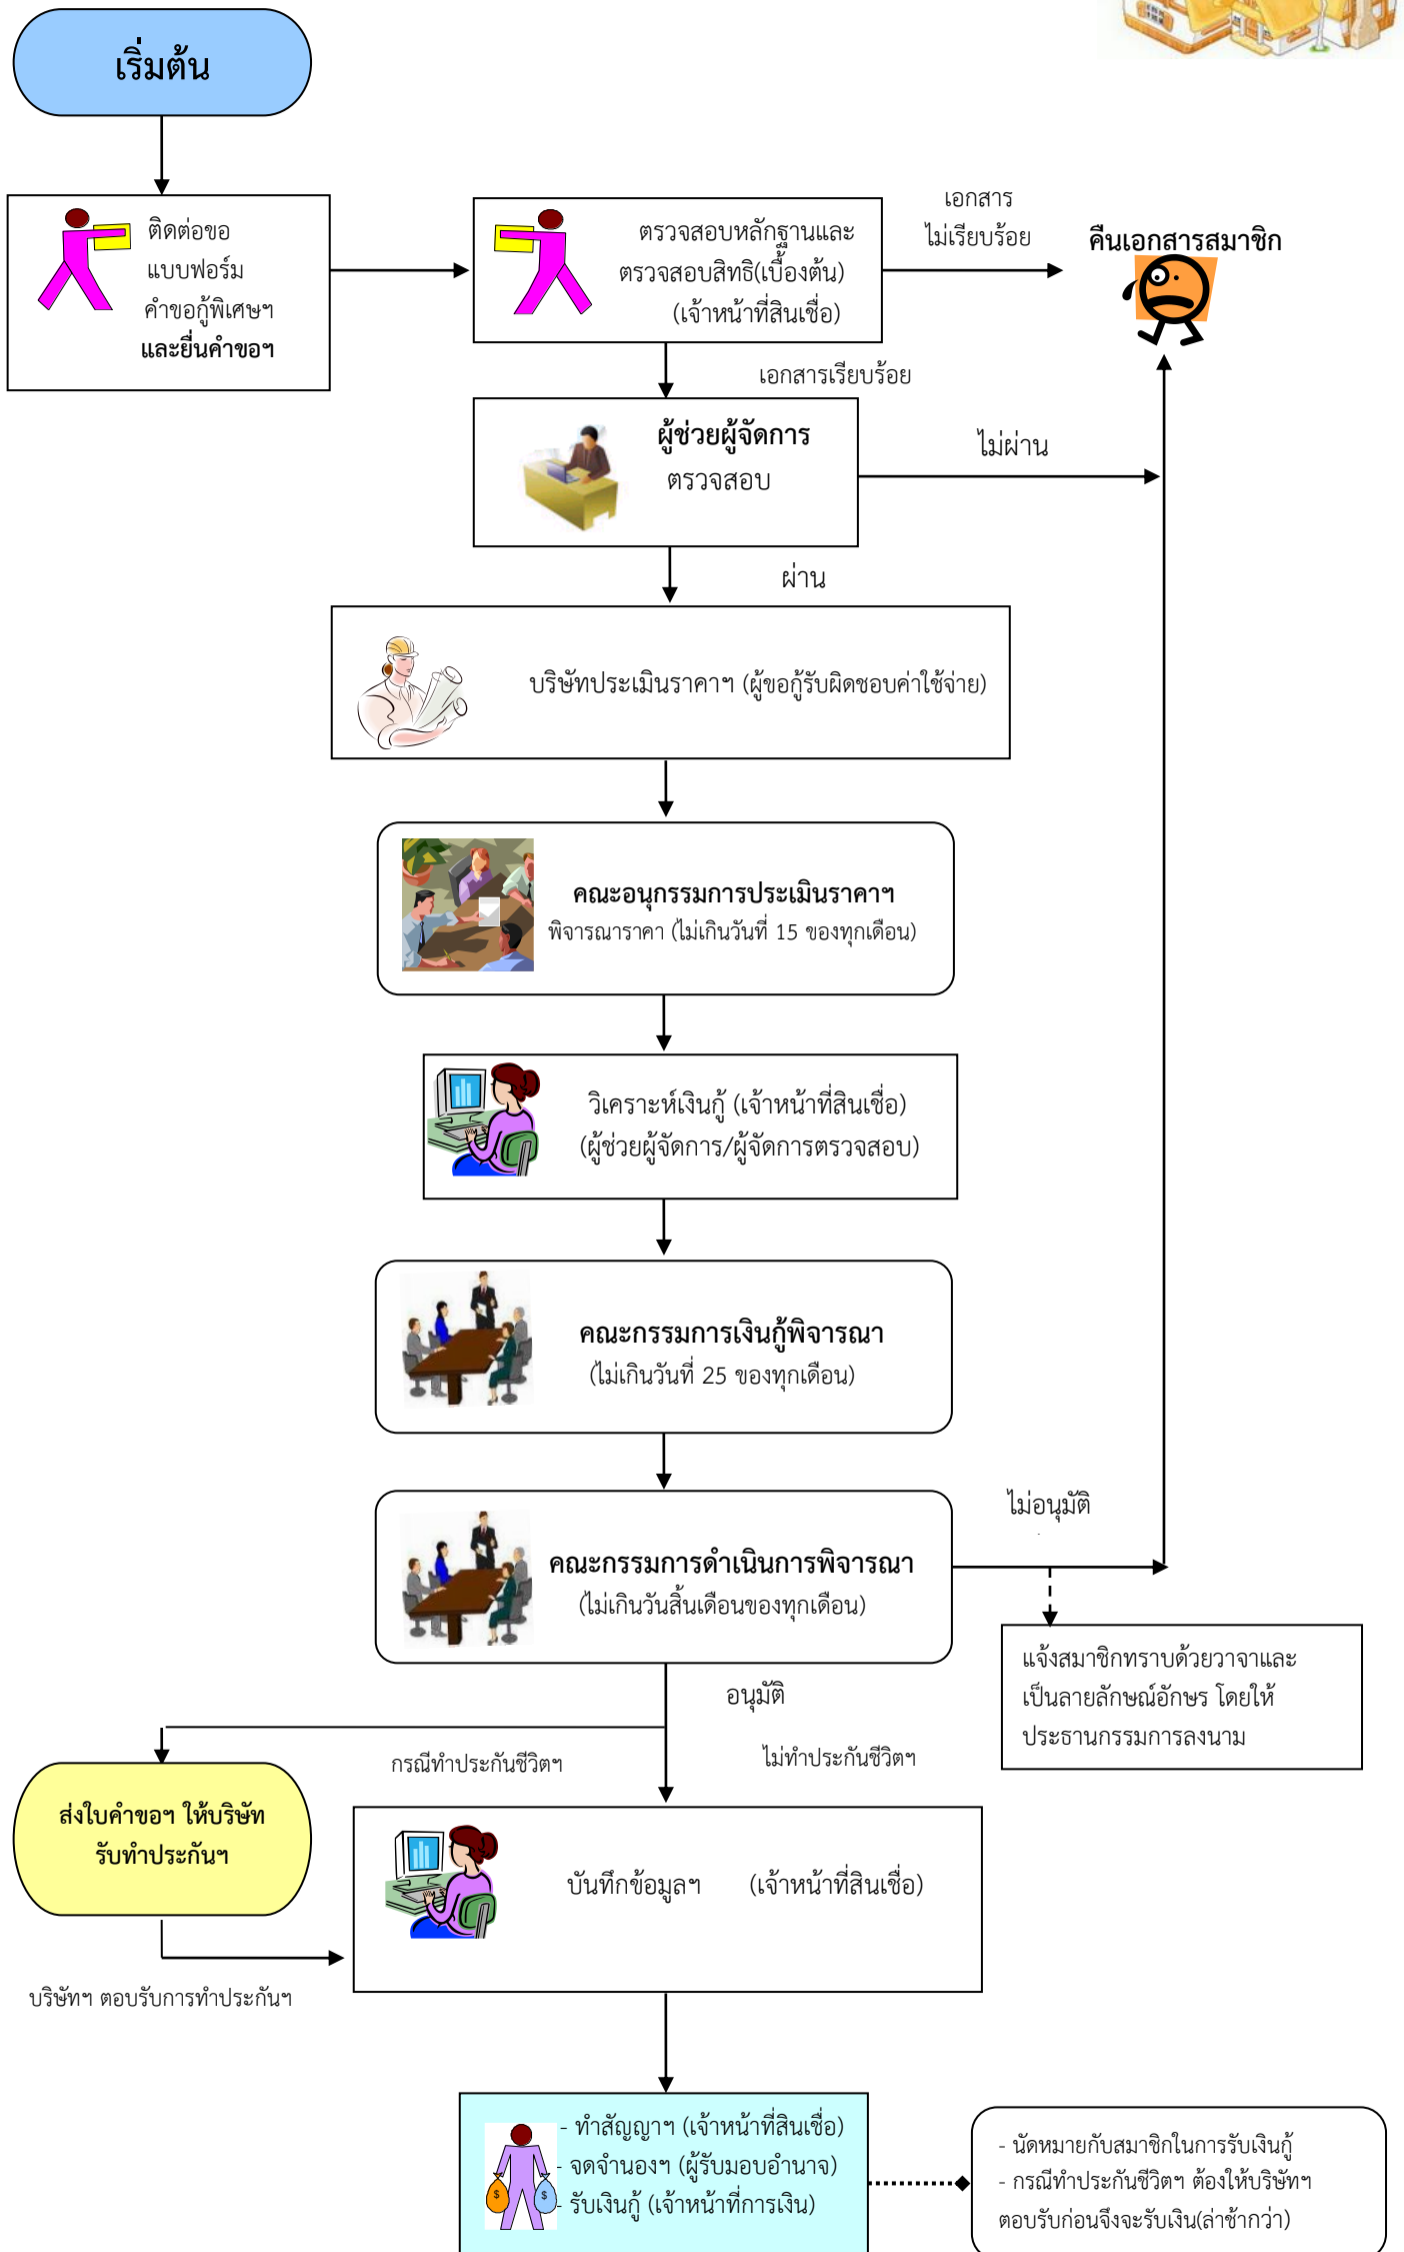 เริ่มต้น
ติดต่อขอ
แบบฟอร์ม
คำขอกู้พิเศษฯ
และยื่นคำขอฯ
ตรวจสอบหลักฐานและ
ตรวจสอบสิทธิ(เบื้องต้น)
(เจ้าหน้าที่สินเชื่อ)
เอกสาร
ไม่เรียบร้อย
คืนเอกสารสมาชิก
เอกสารเรียบร้อย
ผู้ช่วยผู้จัดการ
ตรวจสอบ
ไม่ผ่าน
ผ่าน
บริษัทประเมินราคาฯ (ผู้ขอกู้รับผิดชอบค่าใช้จ่าย)
คณะอนุกรรมการประเมินราคาฯ
พิจารณาราคา (ไม่เกินวันที่ 15 ของทุกเดือน)
วิเคราะห์เงินกู้ (เจ้าหน้าที่สินเชื่อ)
(ผู้ช่วยผู้จัดการ/ผู้จัดการตรวจสอบ)
คณะกรรมการเงินกู้พิจารณา
(ไม่เกินวันที่ 25 ของทุกเดือน)
คณะกรรมการดำเนินการพิจารณา
(ไม่เกินวันสิ้นเดือนของทุกเดือน)
ไม่อนุมัติ
แจ้งสมาชิกทราบด้วยวาจาและ
เป็นลายลักษณ์อักษร โดยให้
ประธานกรรมการลงนาม
อนุมัติ
กรณีทำประกันชีวิตฯ
ไม่ทำประกันชีวิตฯ
ส่งใบคำขอฯ ให้บริษัท
รับทำประกันฯ
บันทึกข้อมูลฯ (เจ้าหน้าที่สินเชื่อ)
บริษัทฯ ตอบรับการทำประกันฯ
- ทำสัญญาฯ (เจ้าหน้าที่สินเชื่อ)
- จดจำนองฯ (ผู้รับมอบอำนาจ)
- รับเงินกู้ (เจ้าหน้าที่การเงิน)
$ $
- นัดหมายกับสมาชิกในการรับเงินกู้
- กรณีทำประกันชีวิตฯ ต้องให้บริษัทฯ
ตอบรับก่อนจึงจะรับเงิน(ล่าช้ากว่า)